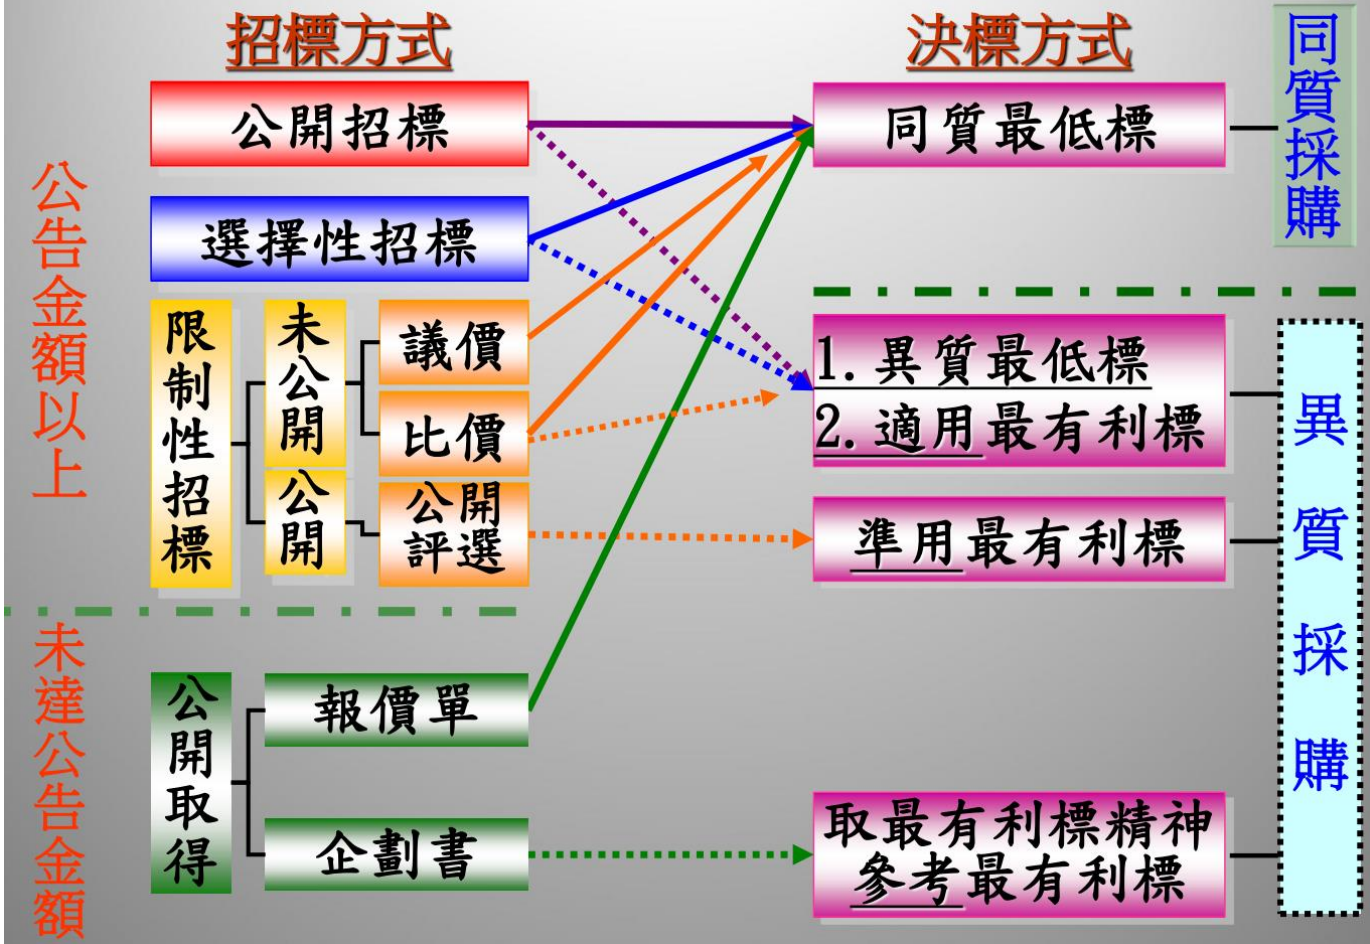 招標方式
決標方式
同質採購
公開招標
同質最低標
公告金額以上
選擇性招標
限制性招標
未公開
議價
比價
公開
公開
評選
1.異質最低標
2.適用最有利標
準用最有利標
異質採購
未達公告金額
公開取得
報價單
企劃書
取最有利標精神
參考最有利標